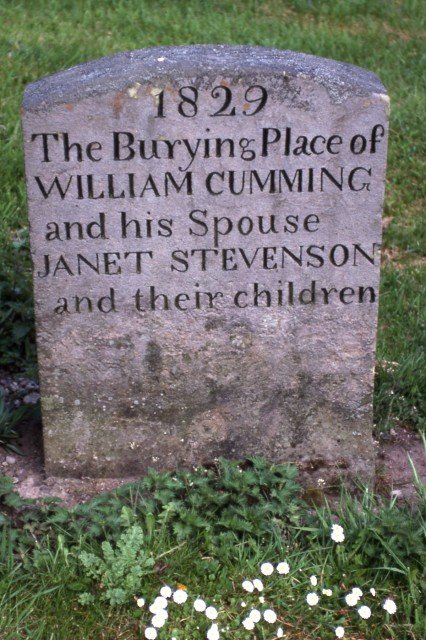 1829
The Burying Place of
WILLIAM CUMMING
and his Spouse
JANET STEVENSON
and their children